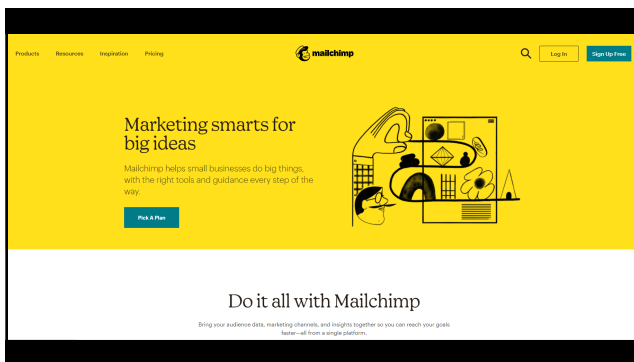 Products Resources Inspiration Pricing mailchimp Log In Sign Up Free
Marketing smarts for
big ideas
Mailchimp helps small businesses do big things,
with the right tools and guidance every step of the
way.
Pick A Plan
Do it all with Mailchimp
Bring your audience data, marketing channels, and insights together so you can reach your goals
faster—all from a single platform.